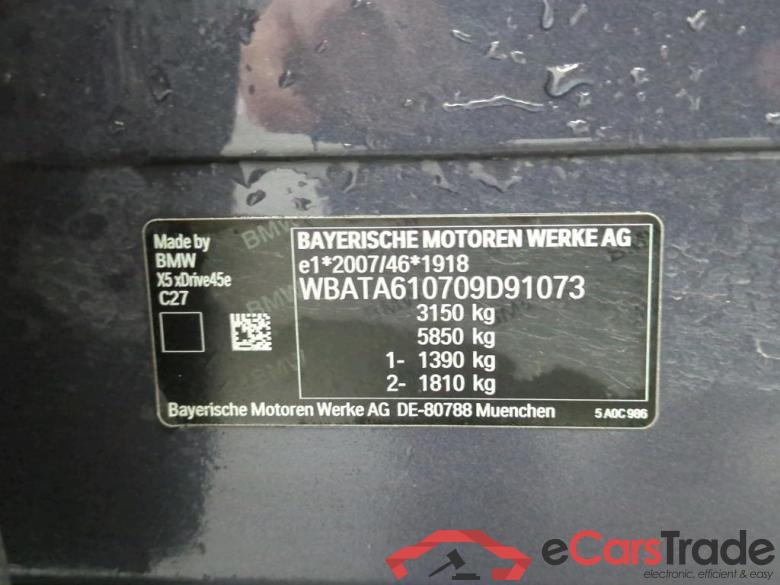 Made by
BMW
X5 xDrive45e
C27
BAYERISCHE MOTOREN WERKE AG
e1*2007/46*1918
WBATA610709D91073
3150 kg
5850 kg
1- 1390 kg
2- 1810 kg
Bayerische Motoren Werke AG DE-80788 Muenchen
5 A0C 986
eCarsTrade
electronic, efficient & easy